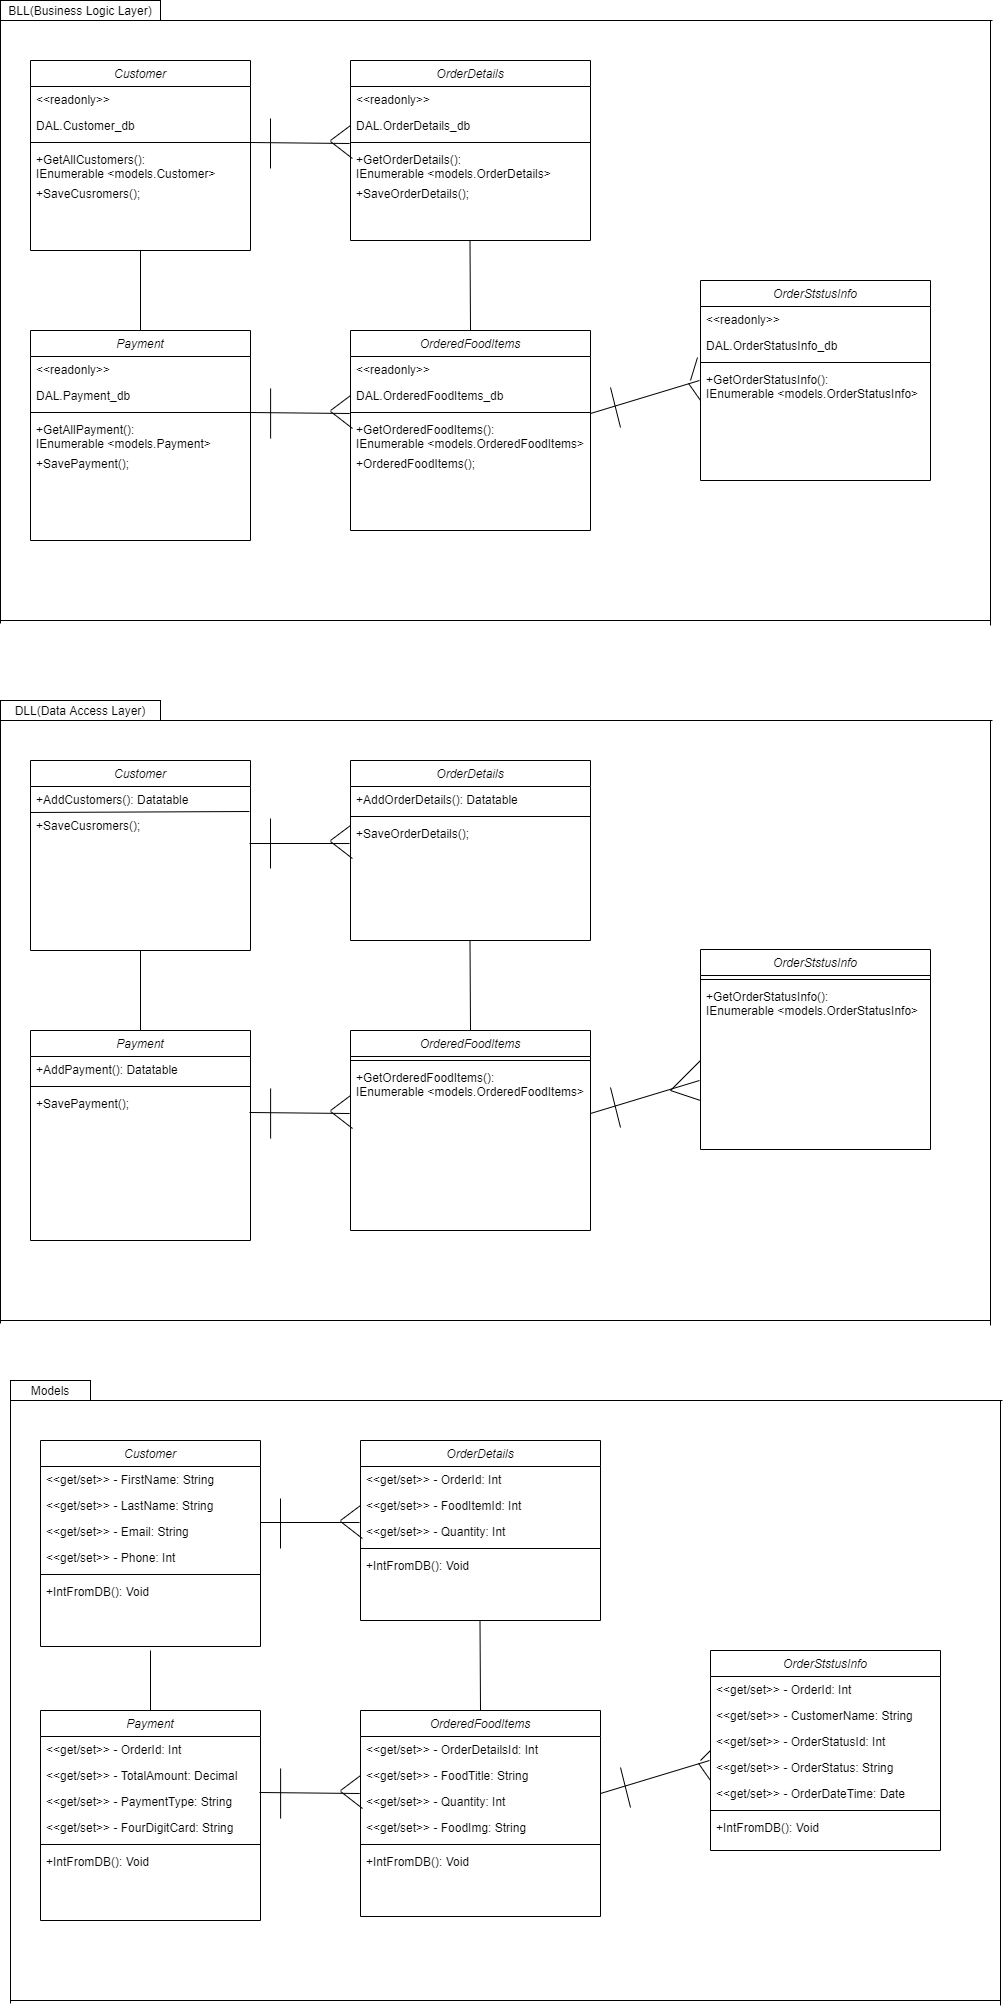 BLL(Business Logic Layer)
Customer
<<readonly>>
DAL.Customer_db
+GetAllCustomers():
IEnumerable <models.Customer>
+SaveCusromers();
OrderDetails
<<readonly>>
DAL.OrderDetails_db
+GetOrderDetails():
IEnumerable <models.OrderDetails>
+SaveOrderDetails();
Payment
<<readonly>>
DAL.Payment_db
+GetAllPayment():
IEnumerable <models.Payment>
+SavePayment();
OrderedFoodItems
<<readonly>>
DAL.OrderedFoodItems_db
+GetOrderedFoodItems():
IEnumerable <models.OrderedFoodItems>
+OrderedFoodItems();
OrderStstusInfo
<<readonly>>
DAL.OrderStatusInfo_db
+GetOrderStatusInfo():
IEnumerable <models.OrderStatusInfo>
DLL(Data Access Layer)
Customer
+AddCustomers(): Datatable
+SaveCusromers();
OrderDetails
+AddOrderDetails(): Datatable
+SaveOrderDetails();
Payment
+AddPayment(): Datatable
+SavePayment();
OrderedFoodItems
+GetOrderedFoodItems():
IEnumerable <models.OrderedFoodItems>
OrderStstusInfo
+GetOrderStatusInfo():
IEnumerable <models.OrderStatusInfo>
Models
Customer
<<get/set>> - FirstName: String
<<get/set>> - LastName: String
<<get/set>> - Email: String
<<get/set>> - Phone: Int
+IntFromDB(): Void
OrderDetails
<<get/set>> - OrderId: Int
<<get/set>> - FoodItemId: Int
<<get/set>> - Quantity: Int
+IntFromDB(): Void
Payment
<<get/set>> - OrderId: Int
<<get/set>> - TotalAmount: Decimal
<<get/set>> - PaymentType: String
<<get/set>> - FourDigitCard: String
+IntFromDB(): Void
OrderedFoodItems
<<get/set>> - OrderDetailsId: Int
<<get/set>> - FoodTitle: String
<<get/set>> - Quantity: Int
<<get/set>> - FoodImg: String
+IntFromDB(): Void
OrderStstusInfo
<<get/set>> - OrderId: Int
<<get/set>> - CustomerName: String
<<get/set>> - OrderStatusId: Int
<<get/set>> - OrderStatus: String
<<get/set>> - OrderDateTime: Date
+IntFromDB(): Void